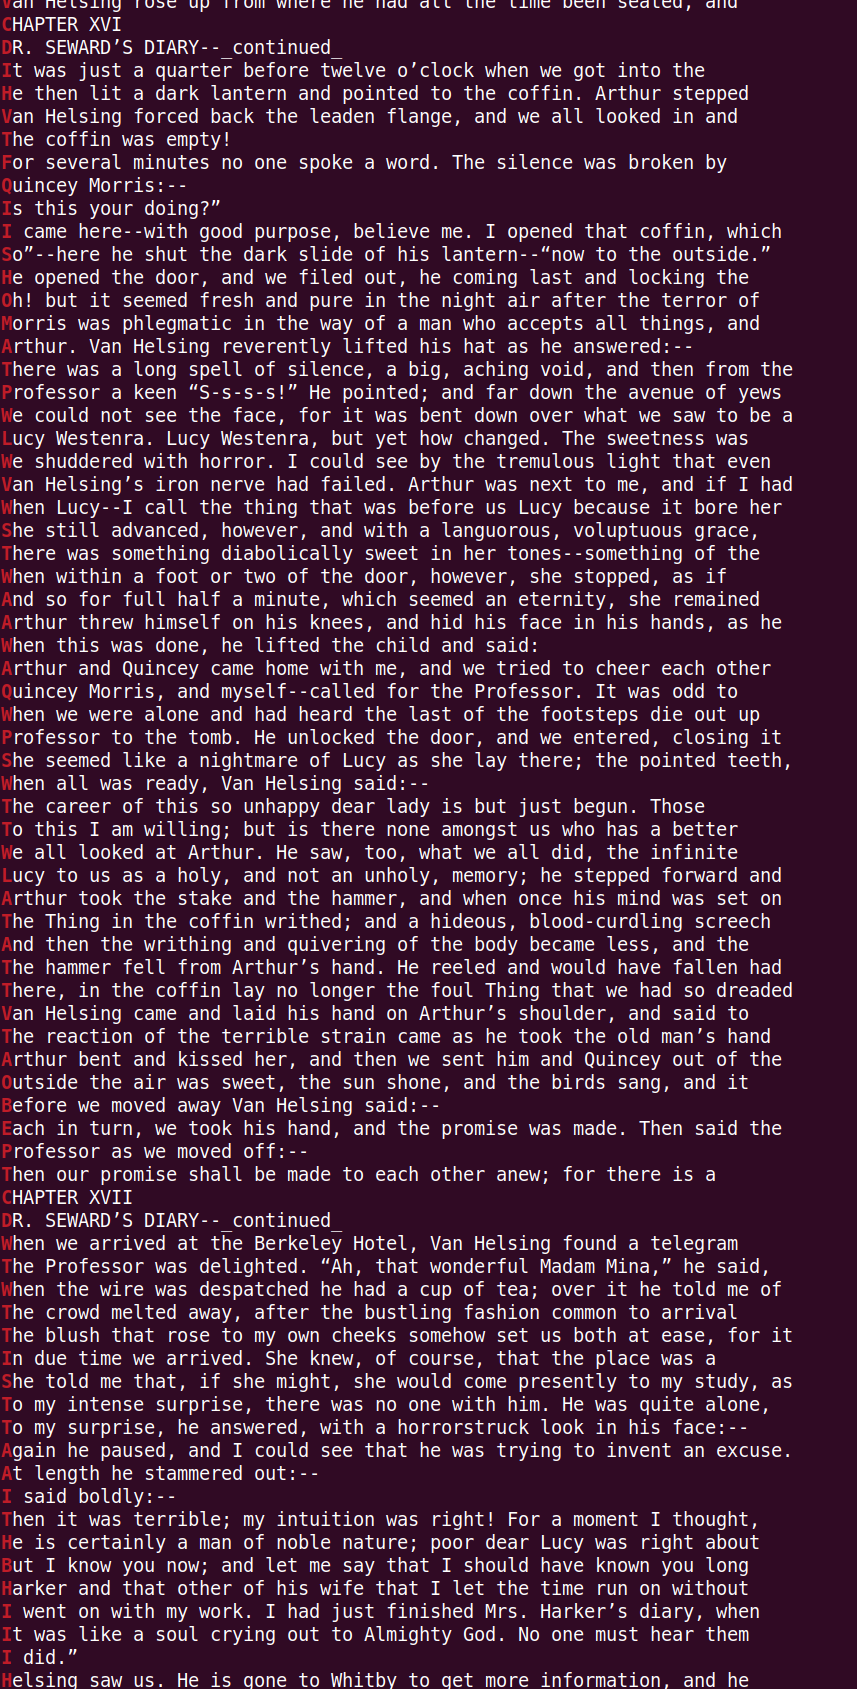 Van Helsing rose up from where he had all the time been seated, and
CHAPTER XVI
DR. SEWARD’S DIARY--_continued_
It was just a quarter before twelve o’clock when we got into the
He then lit a dark lantern and pointed to the coffin. Arthur stepped
Van Helsing forced back the leaden flange, and we all looked in and
The coffin was empty!
For several minutes no one spoke a word. The silence was broken by
Quincey Morris:--
Is this your doing?”
I came here--with good purpose, believe me. I opened that coffin, which
So”--here he shut the dark slide of his lantern--“now to the outside.”
He opened the door, and we filed out, he coming last and locking the
Oh! but it seemed fresh and pure in the night air after the terror of
Morris was phlegmatic in the way of a man who accepts all things, and
Arthur. Van Helsing reverently lifted his hat as he answered:--
There was a long spell of silence, a big, aching void, and then from the
Professor a keen “S-s-s-s!” He pointed; and far down the avenue of yews
We could not see the face, for it was bent down over what we saw to be a
Lucy Westenra. Lucy Westenra, but yet how changed. The sweetness was
We shuddered with horror. I could see by the tremulous light that even
Van Helsing’s iron nerve had failed. Arthur was next to me, and if I had
When Lucy--I call the thing that was before us Lucy because it bore her
She still advanced, however, and with a languorous, voluptuous grace,
There was something diabolically sweet in her tones--something of the
When within a foot or two of the door, however, she stopped, as if
And so for full half a minute, which seemed an eternity, she remained
Arthur threw himself on his knees, and hid his face in his hands, as he
When this was done, he lifted the child and said:
Arthur and Quincey came home with me, and we tried to cheer each other
Quincey Morris, and myself--called for the Professor. It was odd to
When we were alone and had heard the last of the footsteps die out up
Professor to the tomb. He unlocked the door, and we entered, closing it
She seemed like a nightmare of Lucy as she lay there; the pointed teeth,
When all was ready, Van Helsing said:--
The career of this so unhappy dear lady is but just begun. Those
To this I am willing; but is there none amongst us who has a better
We all looked at Arthur. He saw, too, what we all did, the infinite
Lucy to us as a holy, and not an unholy, memory; he stepped forward and
Arthur took the stake and the hammer, and when once his mind was set on
The Thing in the coffin writhed; and a hideous, blood-curdling screech
And then the writhing and quivering of the body became less, and the
The hammer fell from Arthur’s hand. He reeled and would have fallen had
There, in the coffin lay no longer the foul Thing that we had so dreaded
Van Helsing came and laid his hand on Arthur’s shoulder, and said to
The reaction of the terrible strain came as he took the old man’s hand
Arthur bent and kissed her, and then we sent him and Quincey out of the
Outside the air was sweet, the sun shone, and the birds sang, and it
Before we moved away Van Helsing said:--
Each in turn, we took his hand, and the promise was made. Then said the
Professor as we moved off:--
Then our promise shall be made to each other anew; for there is a
CHAPTER XVII
DR. SEWARD’S DIARY--_continued_
When we arrived at the Berkeley Hotel, Van Helsing found a telegram
The Professor was delighted. “Ah, that wonderful Madam Mina,” he said,
When the wire was despatched he had a cup of tea; over it he told me of
The crowd melted away, after the bustling fashion common to arrival
The blush that rose to my own cheeks somehow set us both at ease, for it
In due time we arrived. She knew, of course, that the place was a
She told me that, if she might, she would come presently to my study, as
To my intense surprise, there was no one with him. He was quite alone,
To my surprise, he answered, with a horrorstruck look in his face:--
Again he paused, and I could see that he was trying to invent an excuse.
At length he stammered out:--
I said boldly:--
Then it was terrible; my intuition was right! For a moment I thought,
He is certainly a man of noble nature; poor dear Lucy was right about
But I know you now; and let me say that I should have known you long
Harker and that other of his wife that I let the time run on without
I went on with my work. I had just finished Mrs. Harker’s diary, when
It was like a soul crying out to Almighty God. No one must hear them
I did.”
Helsing saw us. He is gone to Whitby to get more information, and he